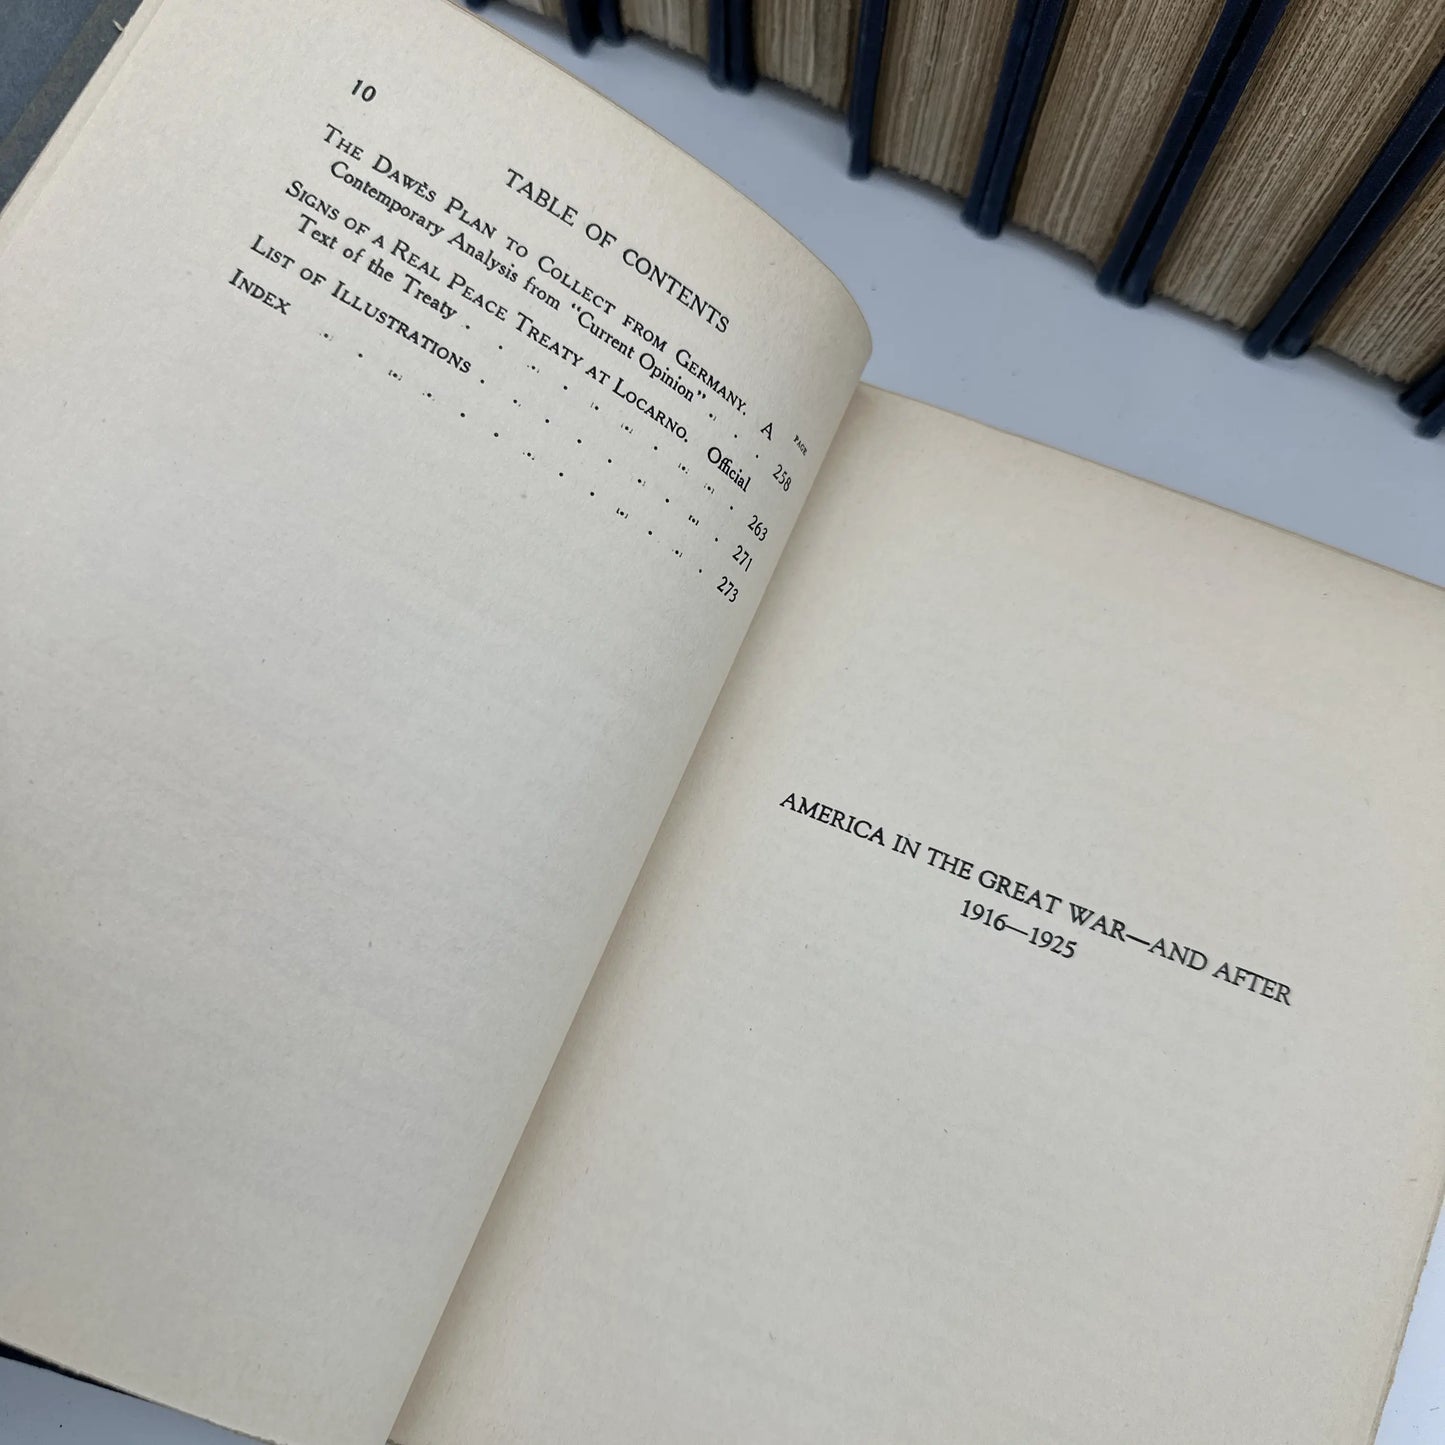 10
TABLE OF CONTENTS
PAGE
THE DAWES PLAN TO COLLECT FROM GERMANY. A
Contemporary Analysis from "Current Opinion" . . . 258
SIGNS OF A REAL PEACE TREATY AT LOCARNO. Official
Text of the Treaty . . . . . . . . . 263
LIST OF ILLUSTRATIONS . . . . . . . . 271
INDEX . . . . . . . . . . . . 273
AMERICA IN THE GREAT WAR—AND AFTER
1916—1925